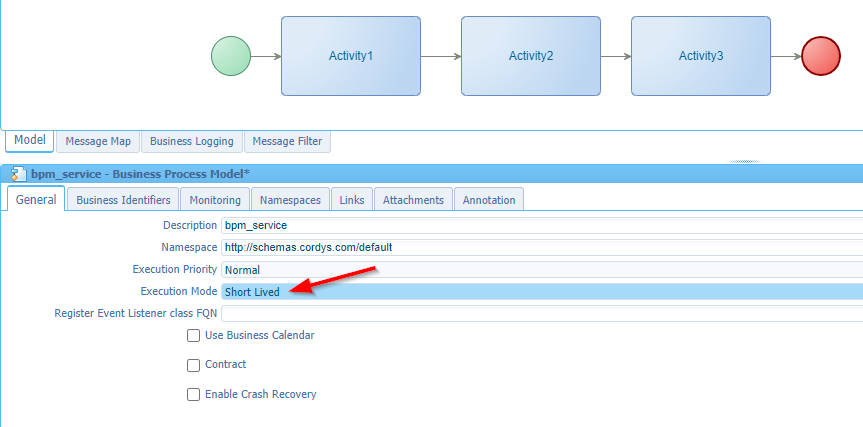 Activity1 Activity2 Activity3
Model Message Map Business Logging Message Filter
bpm_service - Business Process Model*
General Business Identifiers Monitoring Namespaces Links Attachments Annotation
Description bpm_service
Namespace http://schemas.cordys.com/default
Execution Priority Normal
Execution Mode Short Lived
Register Event Listener class FQN
Use Business Calendar
Contract
Enable Crash Recovery